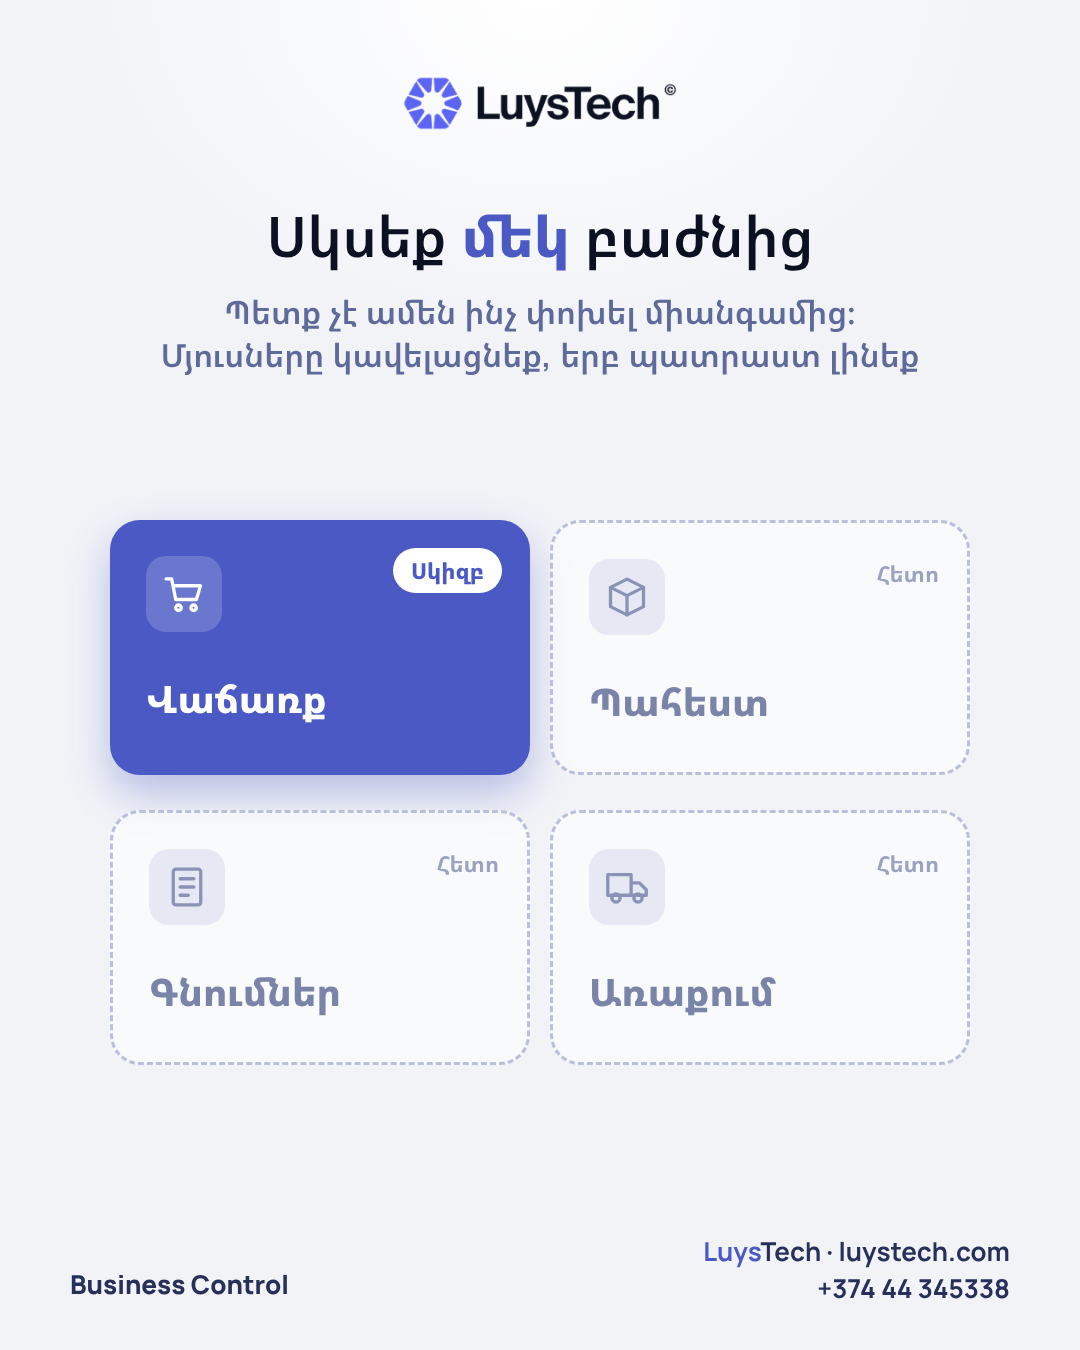 LuysTech©
Սկսեք մեկ բաժնից
Պետք չէ ամեն ինչ փոխել միանգամից:
Մյուսները կավելացնեք, երբ պատրաստ լինեք
Սկիզբ
Վաճառք
Հետո
Պահեստ
Հետո
Գնումներ
Հետո
Առաքում
Business Control
LuysTech · luystech.com
+374 44 345338